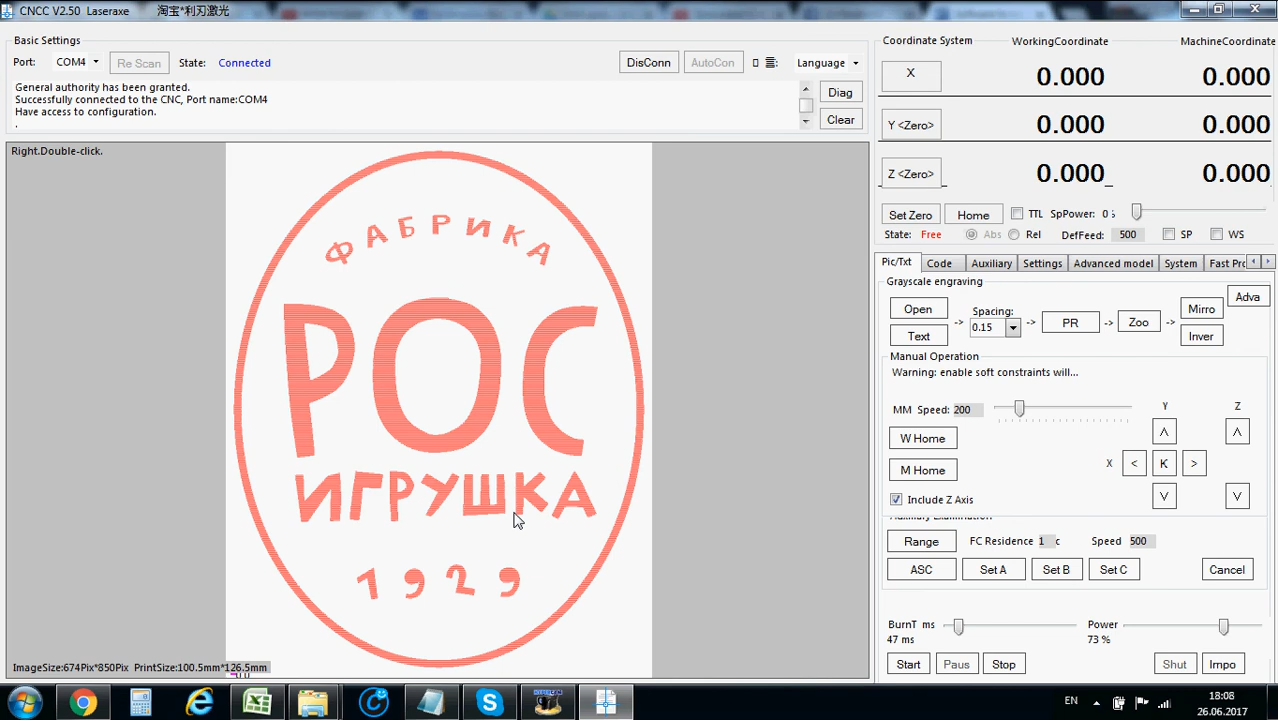 CNCC V2.50 Laseraxe 淘宝*利刃激光
Basic Settings
Port: COM4 Re Scan State: Connected DisConn AutoCon Language
General authority has been granted.
Successfully connected to the CNC, Port name:COM4
Have access to configuration.
.
Diag
Clear
Right.Double-click.
ФАБРИКА
РОС
ИГРУШКА
1929
ImageSize:674Pix*850Pix PrintSize:100.5mm*126.5mm
Coordinate System WorkingCoordinate MachineCoordinate
X 0.000 0.000
Y <Zero> 0.000 0.000
Z <Zero> 0.000 0.000
Set Zero Home TTL SpPower: 0%
State: Free Abs Rel DefFeed: 500 SP WS
Pic/Txt Code Auxiliary Settings Advanced model System Fast Pr
Grayscale engraving
Adva
Open Spacing: Mirro
-> 0.15 -> PR -> Zoo ->
Text Inver
Manual Operation
Warning: enable soft constraints will...
MM Speed: 200 Y Z
W Home ʌ ʌ
M Home X < K >
Include Z Axis v v
Auxiliary Examination
Range FC Residence 1 Speed 500
ASC Set A Set B Set C Cancel
BurnT ms Power
47 ms 73 %
Start Paus Stop Shut Impo
EN 18:08
26.06.2017